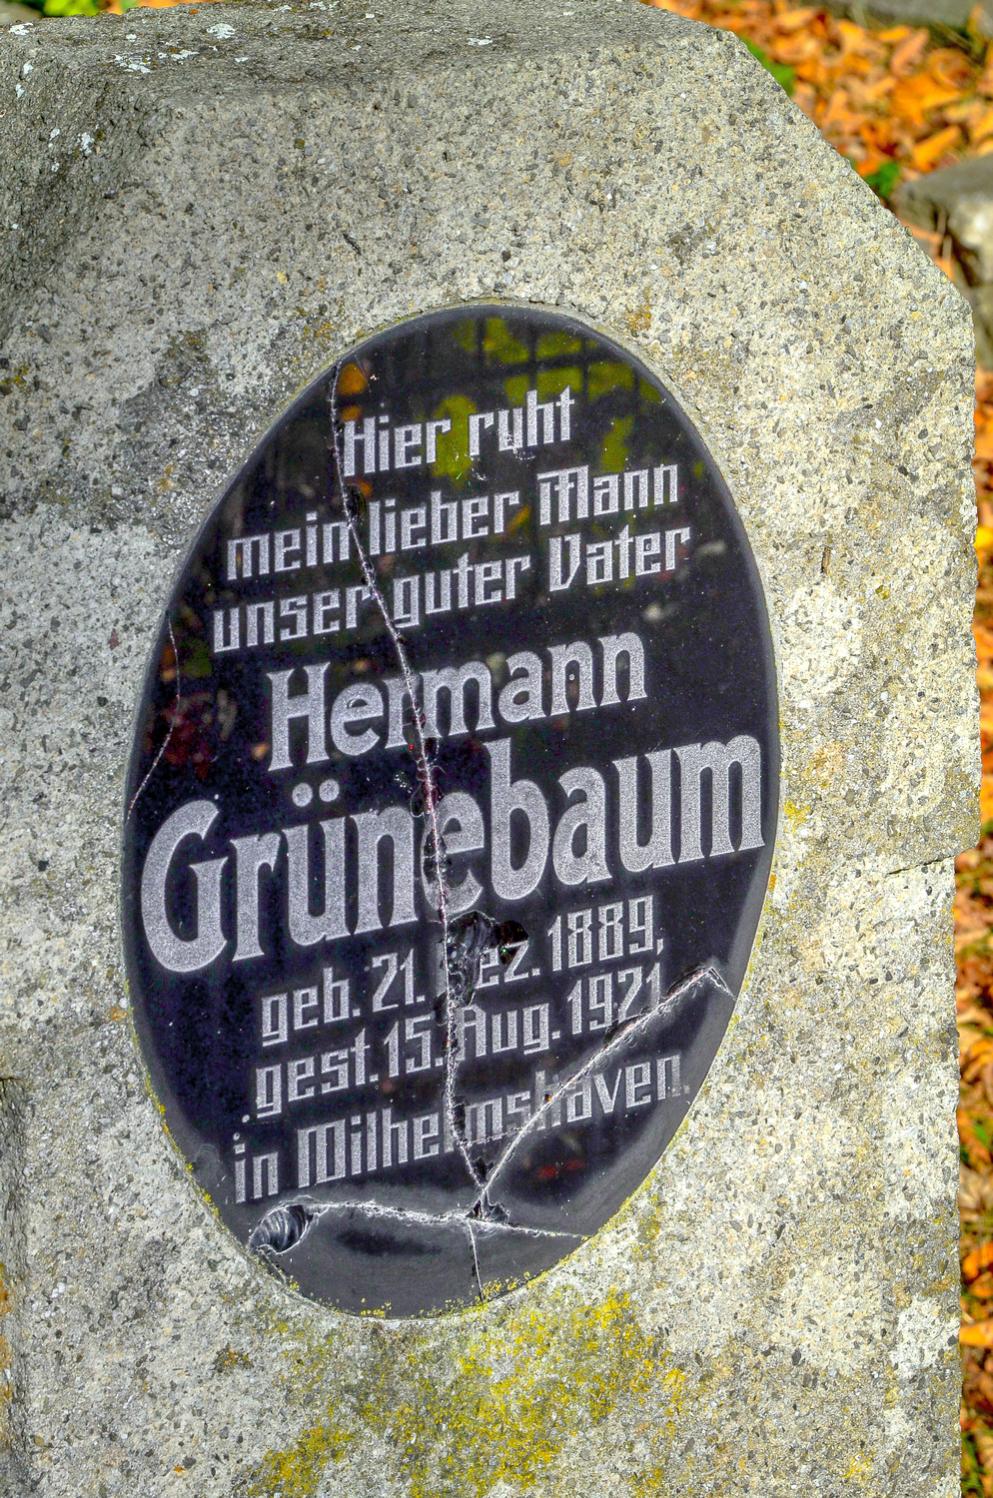 Hier ruht
mein lieber Mann
unser guter Vater
Hermann
Grünebaum
geb. 21. Dez. 1889,
gest. 15. Aug. 1921
in Wilhelmshaven.